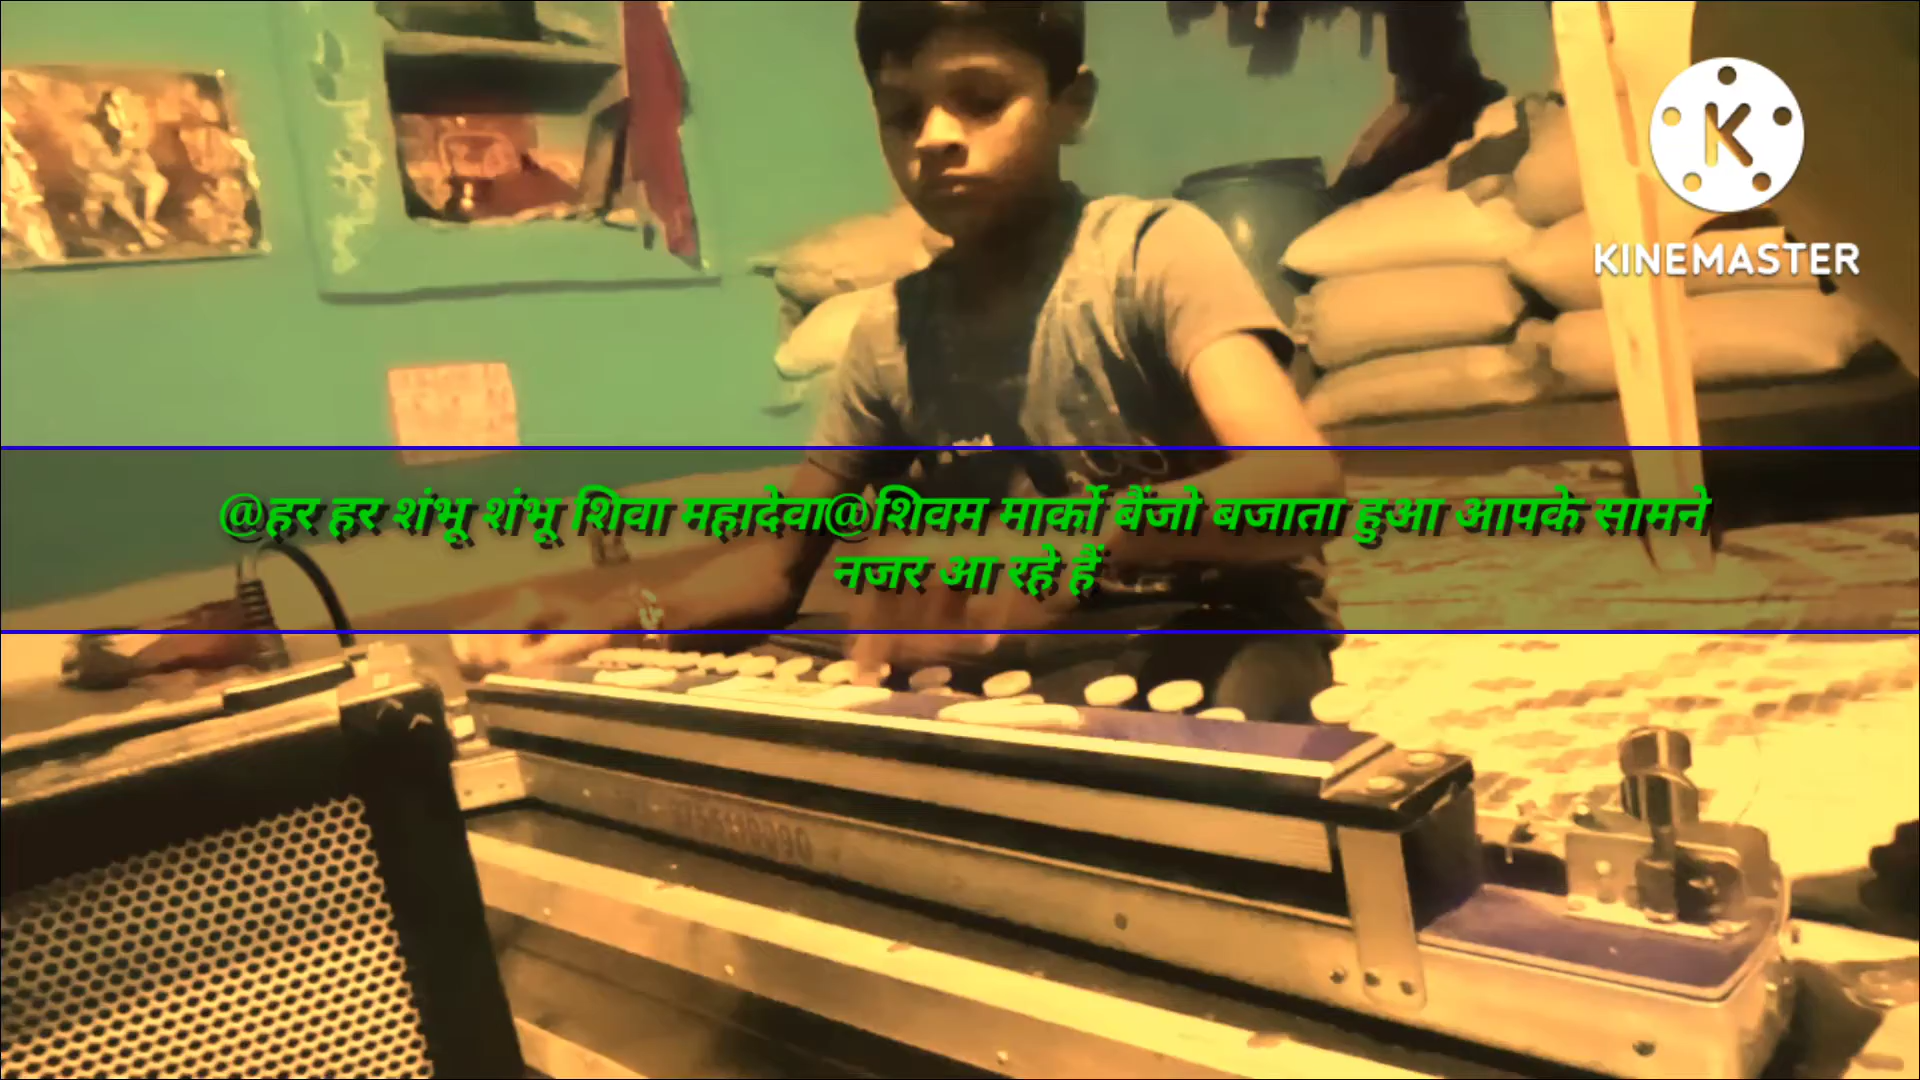 KINEMASTER
@हर हर शंभू शंभू शिवा महादेवा@शिवम मार्को बैंजो बजाता हुआ आपके सामने
नजर आ रहे हैं